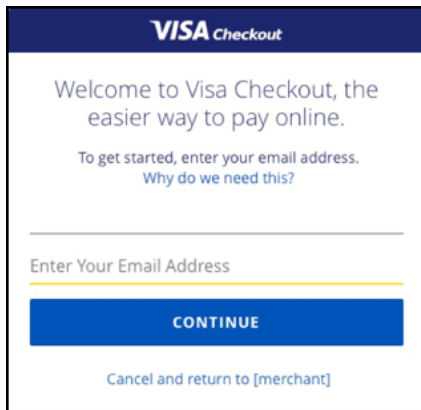 VISA Checkout
Welcome to Visa Checkout, the
easier way to pay online.
To get started, enter your email address.
Why do we need this?
Enter Your Email Address
CONTINUE
Cancel and return to [merchant]